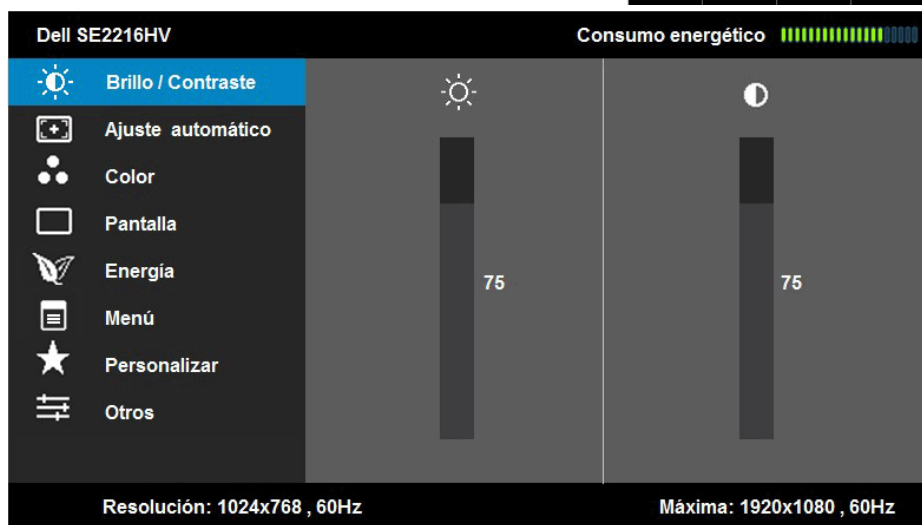 Dell SE2216HV Consumo energético
Brillo / Contraste
Ajuste automático
Color
Pantalla
Energía
75 75
Menú
Personalizar
Otros
Resolución: 1024x768 , 60Hz Máxima: 1920x1080 , 60Hz